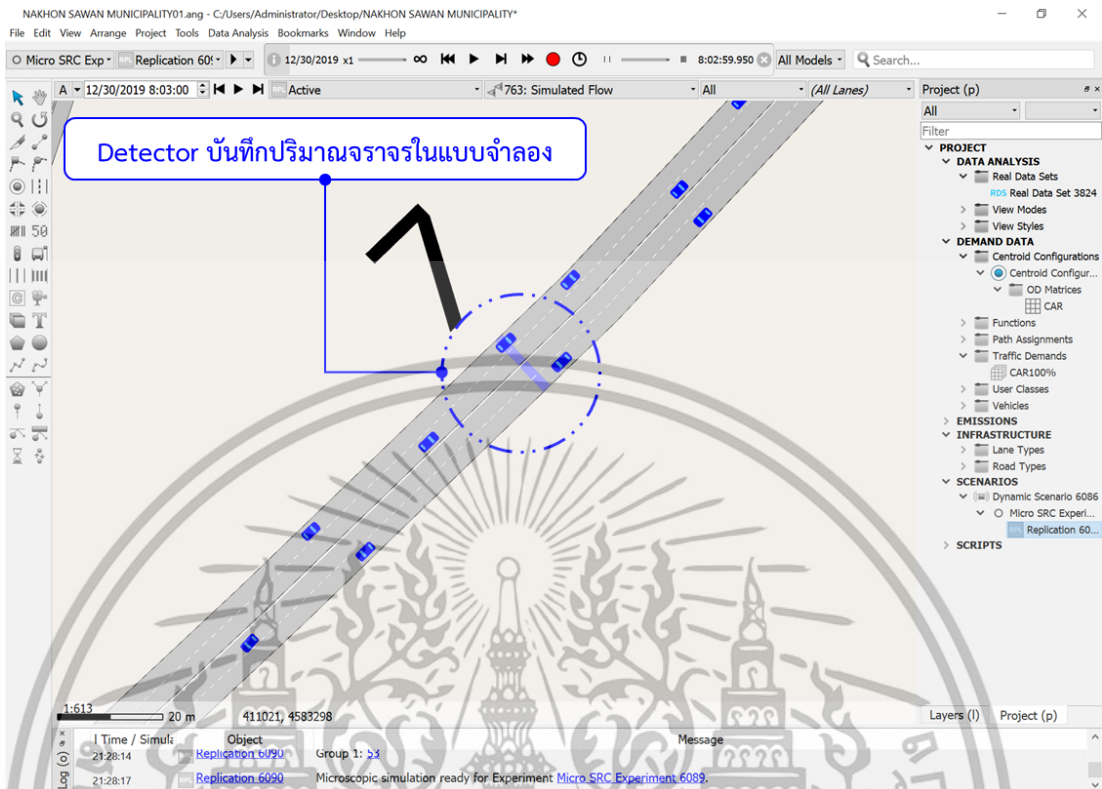 NAKHON SAWAN MUNICIPALITY01.ang - C:/Users/Administrator/Desktop/NAKHON SAWAN MUNICIPALITY*
File Edit View Arrange Project Tools Data Analysis Bookmarks Window Help
Micro SRC Exp Replication 609 12/30/2019 x1 8:02:59.950 All Models Search...
A 12/30/2019 8:03:00 RPL Active 763: Simulated Flow All (All Lanes) Project (p)
All
Filter
Detector บันทึกปริมาณจราจรในแบบจำลอง
50
PROJECT
DATA ANALYSIS
Real Data Sets
RDS Real Data Set 3824
View Modes
View Styles
DEMAND DATA
Centroid Configurations
Centroid Configur...
OD Matrices
CAR
Functions
Path Assignments
Traffic Demands
CAR100%
User Classes
Vehicles
EMISSIONS
INFRASTRUCTURE
Lane Types
Road Types
SCENARIOS
Dynamic Scenario 6086
Micro SRC Experi...
RPL Replication 60...
SCRIPTS
1:613
20 m 411021, 4583298
Layers (l) Project (p)
Log (o)
Time / Simula Object Message
21:28:14 Replication 6090 Group 1: 53
21:28:17 Replication 6090 Microscopic simulation ready for Experiment Micro SRC Experiment 6089.